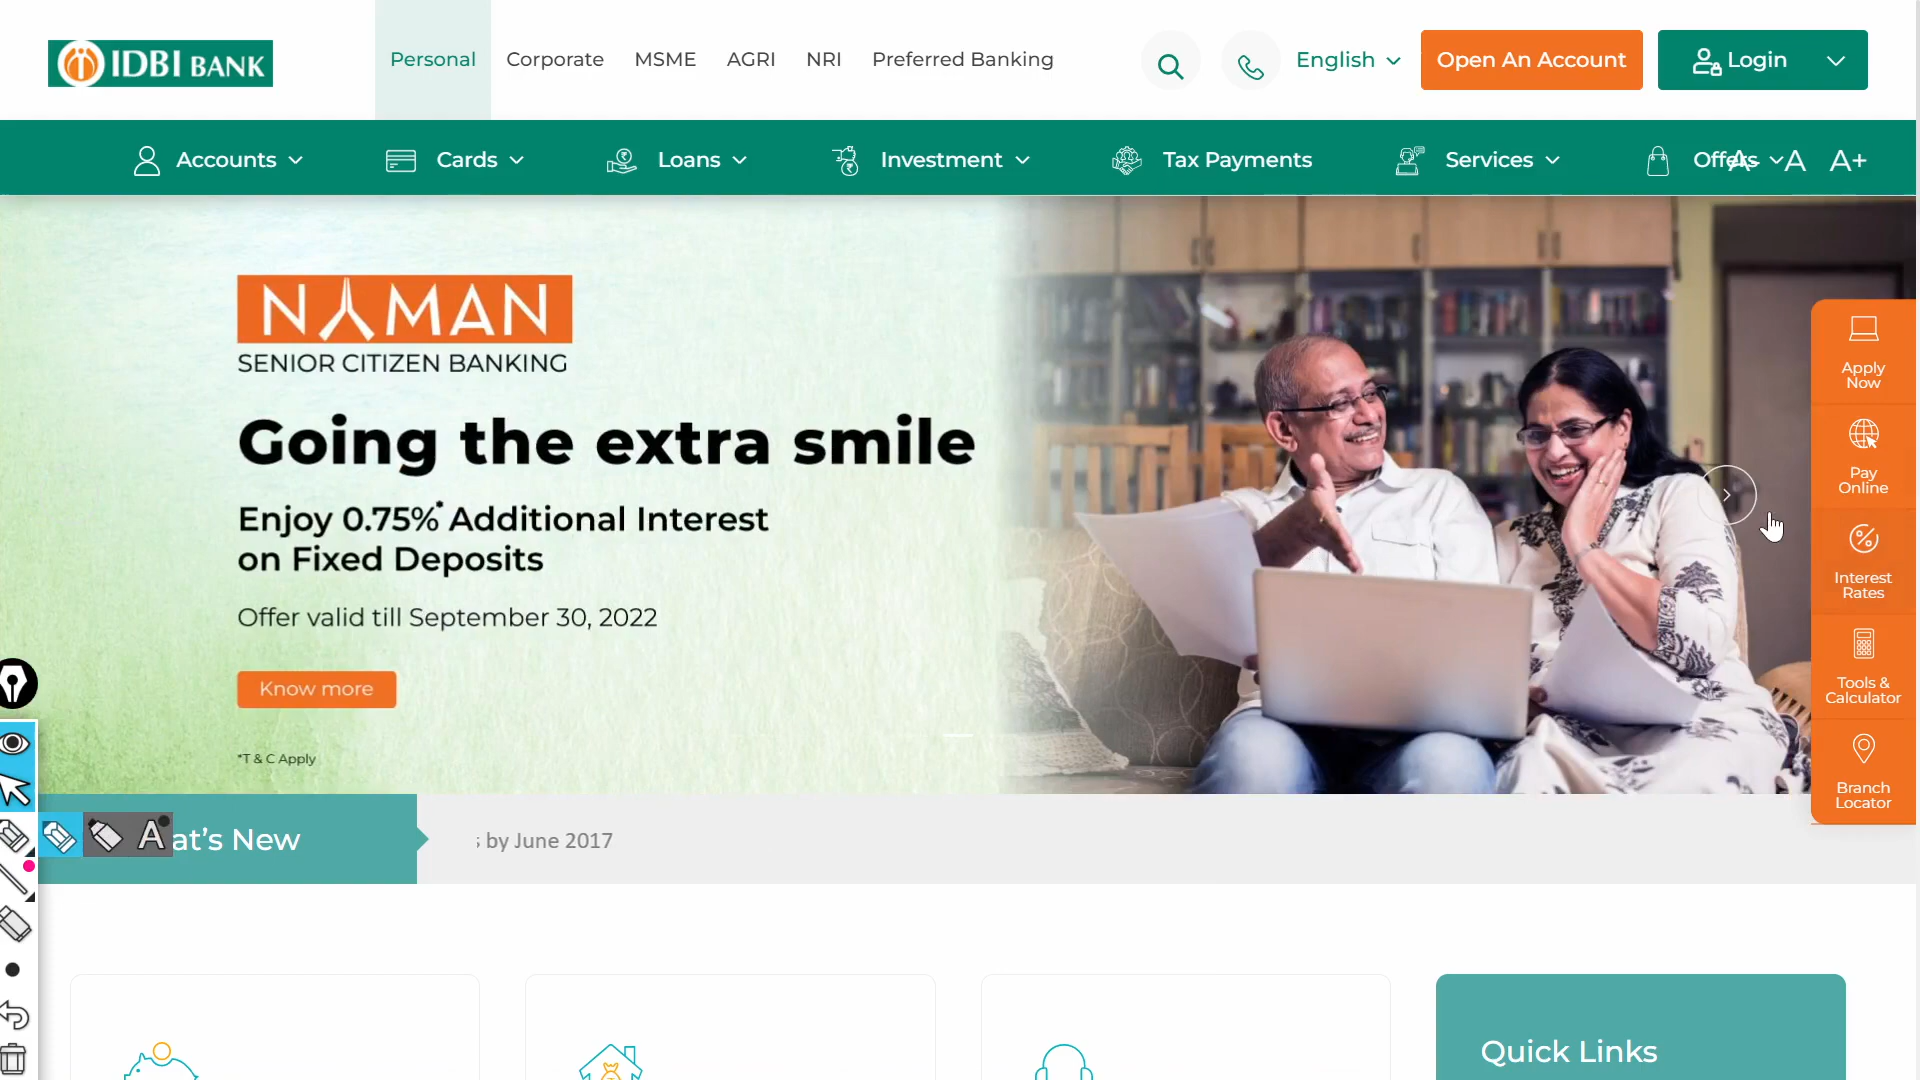 IDBI BANK
Personal
Corporate
MSME
AGRI
NRI
Preferred Banking
English
Open An Account
Login
Accounts
Cards
Loans
Investment
Tax Payments
Services
Offers
A-
A
A+
NAMAN
SENIOR CITIZEN BANKING
Going the extra smile
Enjoy 0.75%* Additional Interest
on Fixed Deposits
Offer valid till September 30, 2022
Know more
*T & C Apply
Apply
Now
Pay
Online
Interest
Rates
Tools &
Calculator
Branch
Locator
A
at's New
by June 2017
Quick Links